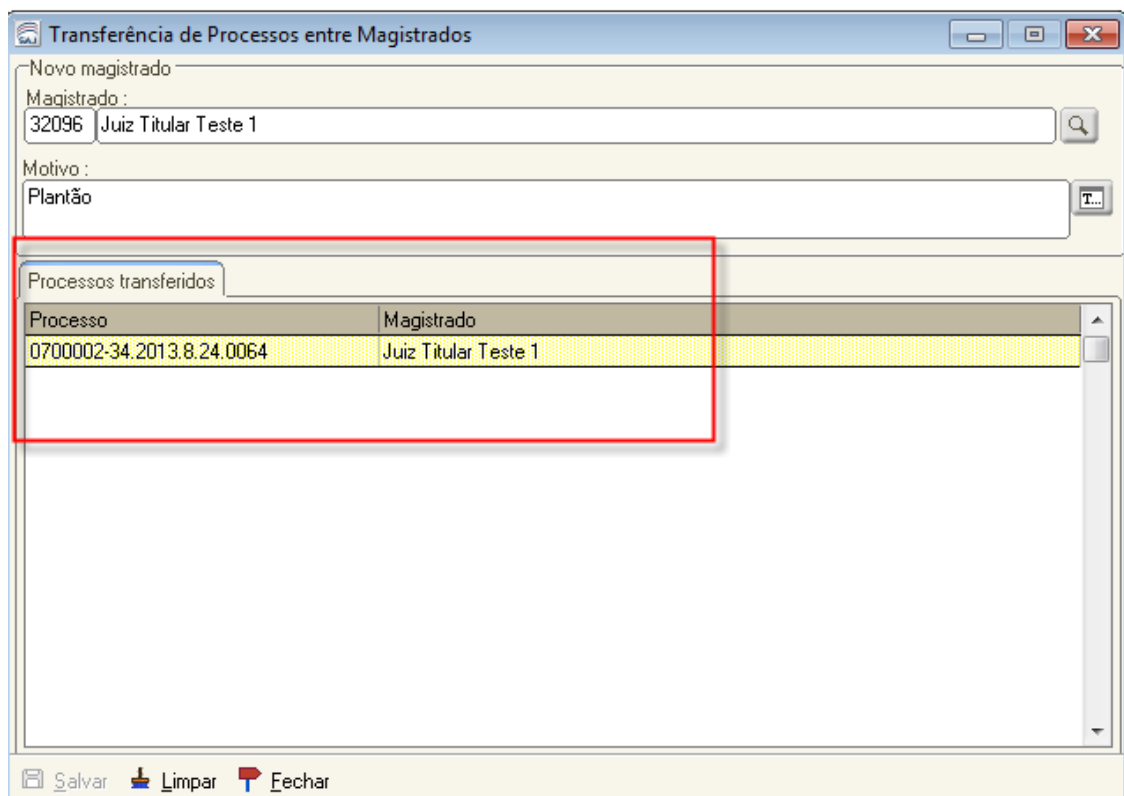 Transferência de Processos entre Magistrados
Novo magistrado
Magistrado :
32096 Juiz Titular Teste 1
Motivo :
Plantão
T...
Processos transferidos
Processo Magistrado
0700002-34.2013.8.24.0064 Juiz Titular Teste 1
Salvar Limpar Fechar